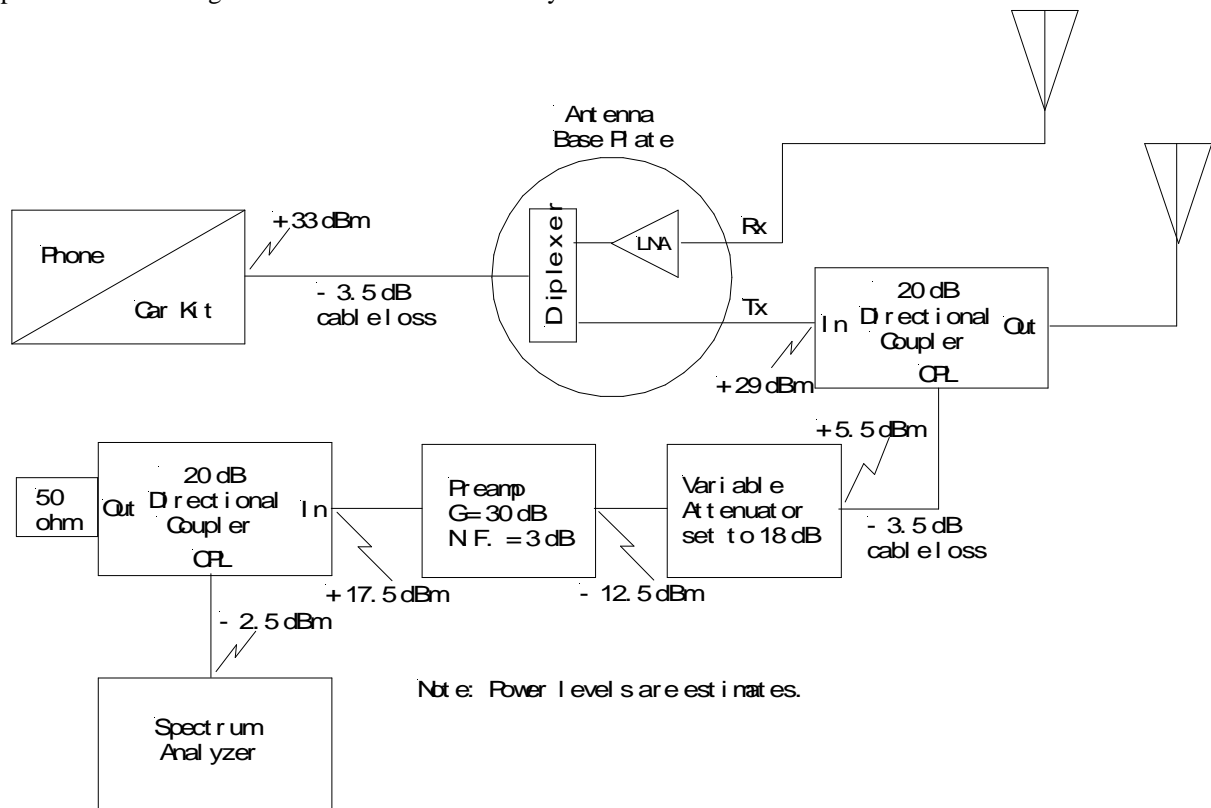 Antenna
Base Plate
Phone
Car Kit
+33 dBm
- 3.5 dB
cable loss
Diplexer
LNA
Rx
Tx
In
20 dB
Directional
Coupler
Out
CPL
+29 dBm
+5.5 dBm
50
ohm
Out
20 dB
Directional
Coupler
In
CPL
Preamp
G=30 dB
N.F. = 3 dB
Variable
Attenuator
set to 18 dB
- 3.5 dB
cable loss
+17.5 dBm
- 12.5 dBm
- 2.5 dBm
Note: Power levels are estimates.
Spectrum
Analyzer